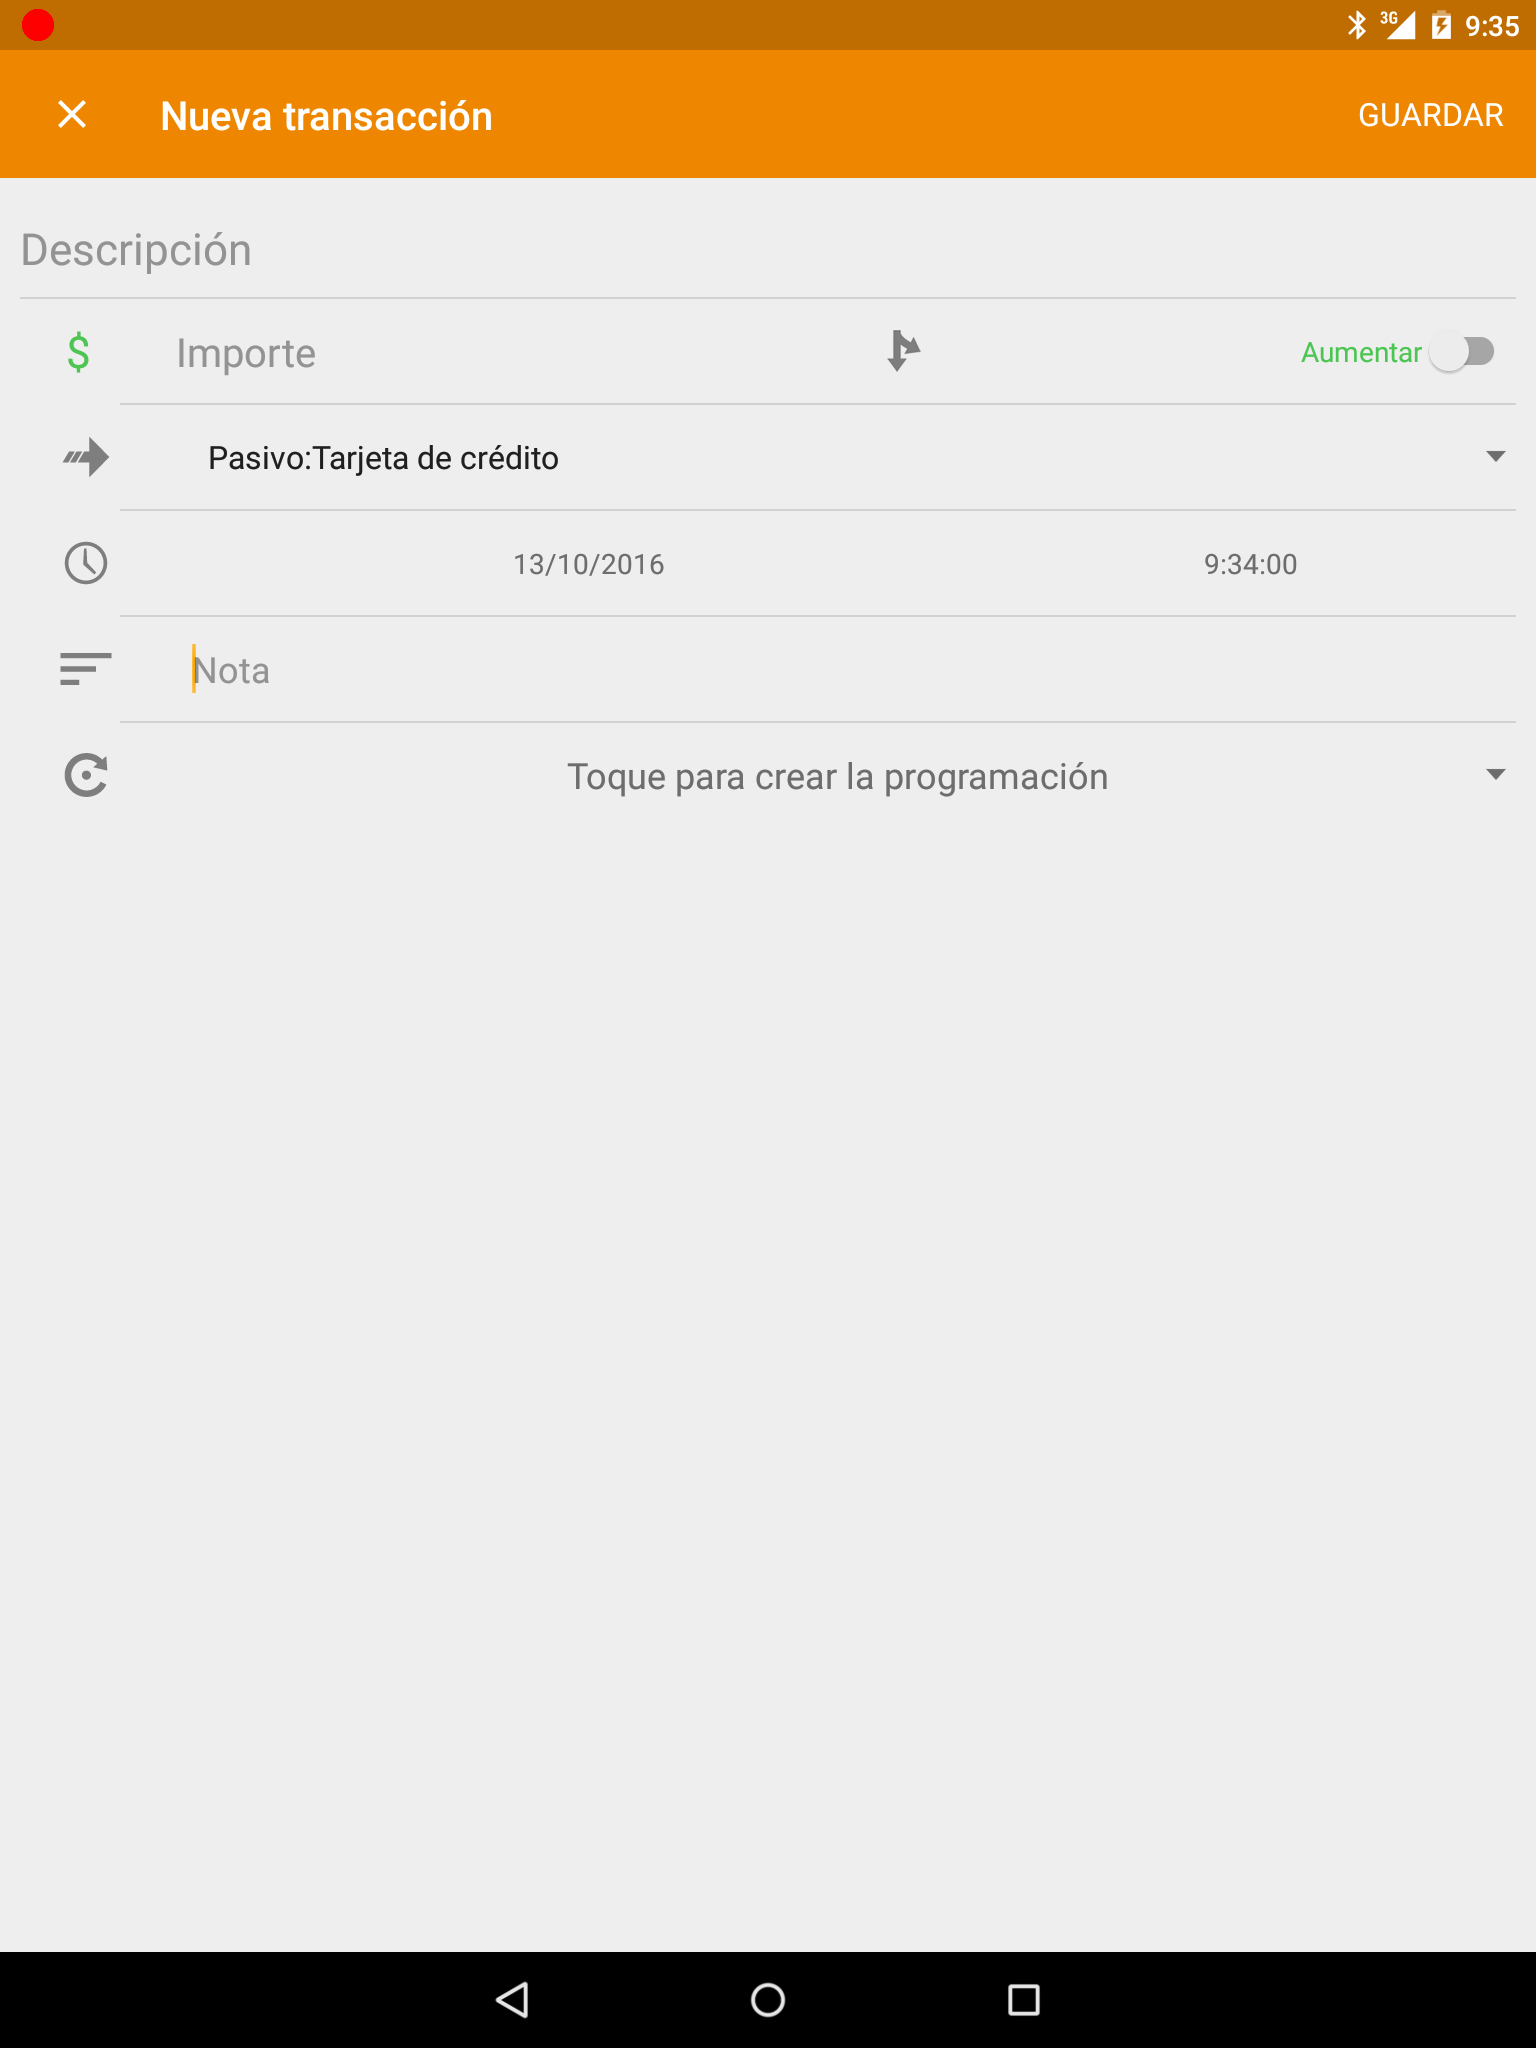 3G 9:35
Nueva transacción GUARDAR
Descripción
$ Importe Aumentar
Pasivo:Tarjeta de crédito
13/10/2016 9:34:00
Nota
Toque para crear la programación